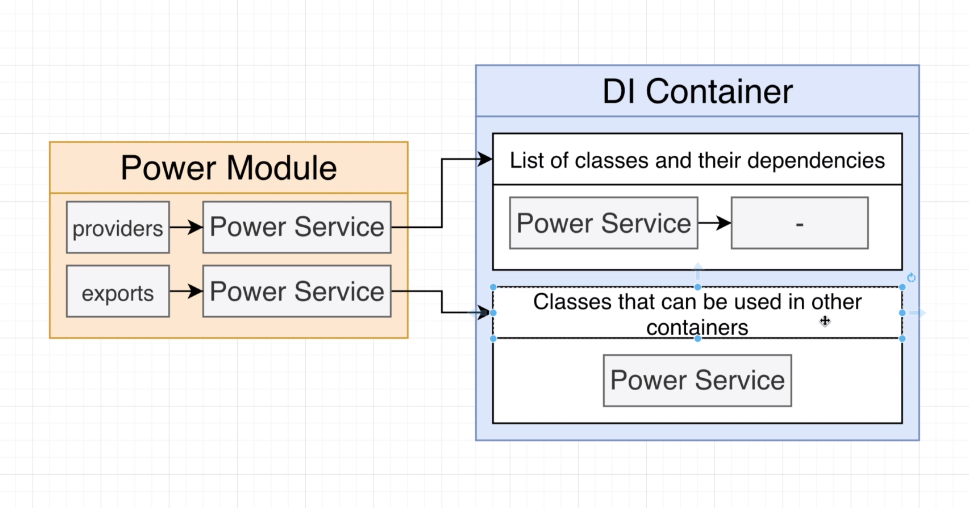 DI Container
Power Module
List of classes and their dependencies
providers
Power Service
Power Service
-
exports
Power Service
Classes that can be used in other
containers
Power Service